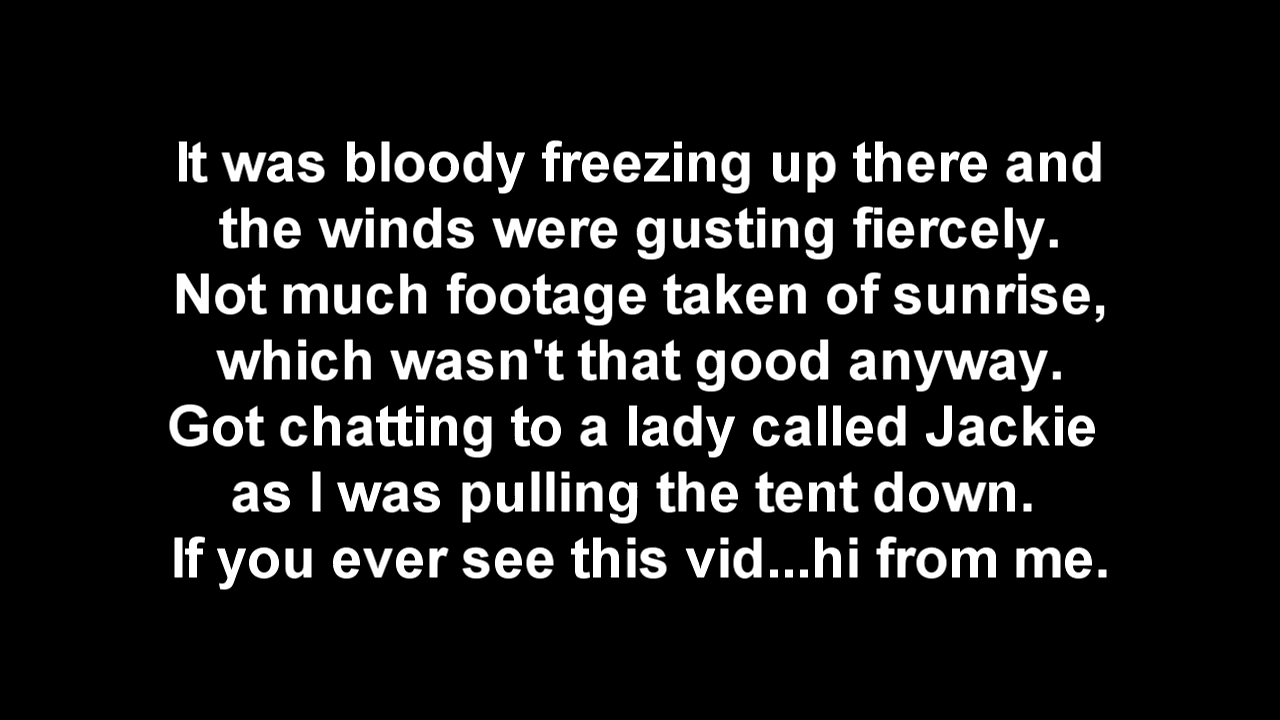 It was bloody freezing up there and
the winds were gusting fiercely.
Not much footage taken of sunrise,
which wasn't that good anyway.
Got chatting to a lady called Jackie
as I was pulling the tent down.
If you ever see this vid...hi from me.